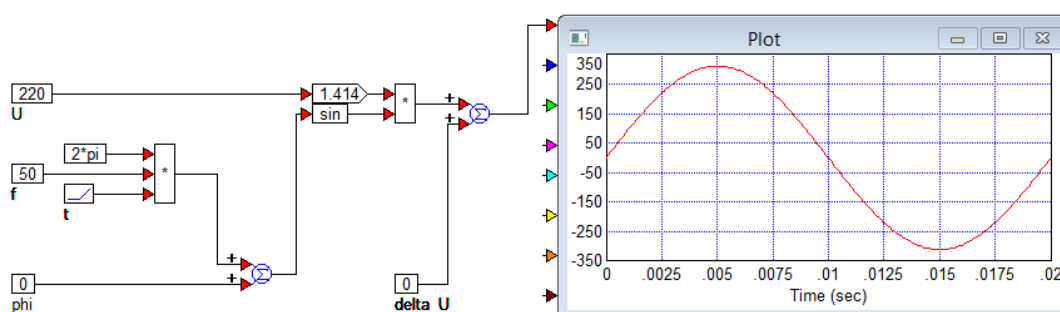 220
U
2*pi
50
f
t
*
0
phi
+
+
Σ
1.414
sin
*
0
delta U
+
+
Σ
Plot
350
250
150
50
-50
-150
-250
-350
0 .0025 .005 .0075 .01 .0125 .015 .0175 .02
Time (sec)